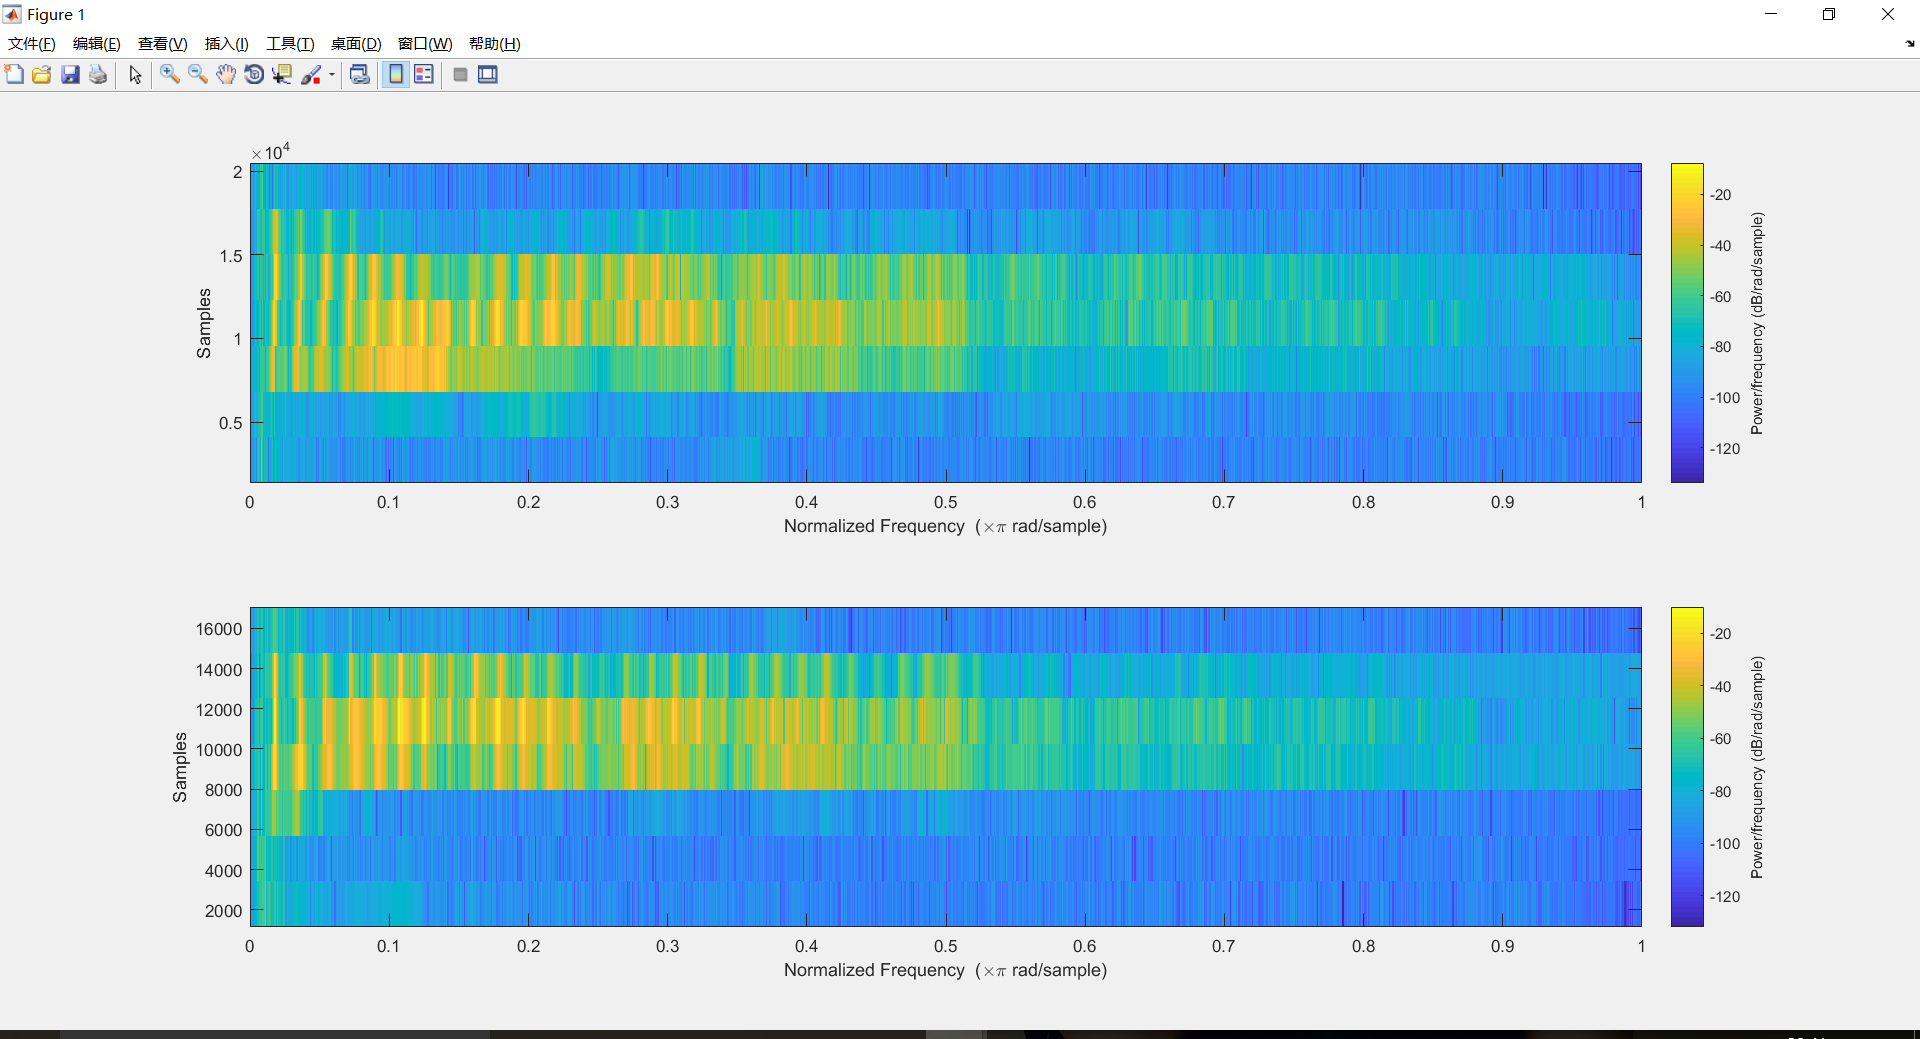 Figure 1
文件(F) 编辑(E) 查看(V) 插入(I) 工具(T) 桌面(D) 窗口(W) 帮助(H)
×10^4
2
1.5
1
0.5
Samples
0 0.1 0.2 0.3 0.4 0.5 0.6 0.7 0.8 0.9 1
Normalized Frequency (×π rad/sample)
-20
-40
-60
-80
-100
-120
Power/frequency (dB/rad/sample)
16000
14000
12000
10000
8000
6000
4000
2000
Samples
0 0.1 0.2 0.3 0.4 0.5 0.6 0.7 0.8 0.9 1
Normalized Frequency (×π rad/sample)
-20
-40
-60
-80
-100
-120
Power/frequency (dB/rad/sample)